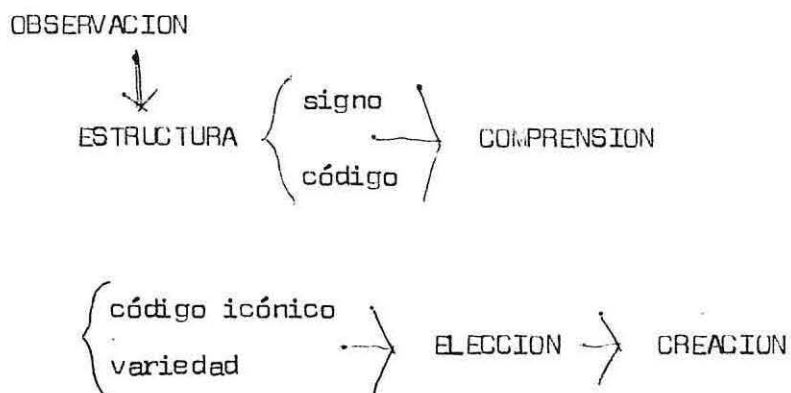 OBSERVACION
ESTRUCTURA
signo
código
COMPRENSION
código icónico
variedad
ELECCION
CREACION